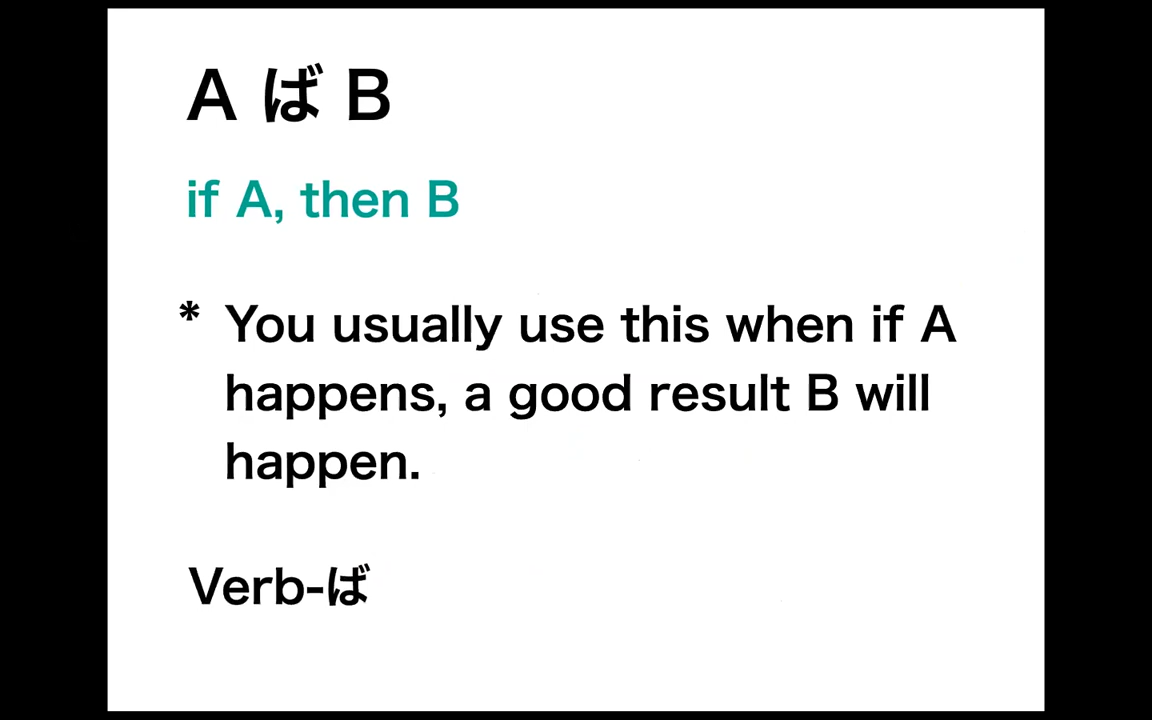 A ば B
if A, then B
* You usually use this when if A
happens, a good result B will
happen.
Verb-ば